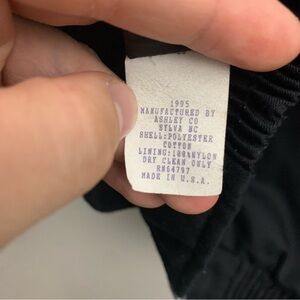 1995
MANUFACTURED BY
ASHLEY CO
SYLVA NC
SHELL:POLYESTER
COTTON
LINING:100%NYLON
DRY CLEAN ONLY
RN64797
MADE IN U.S.A.